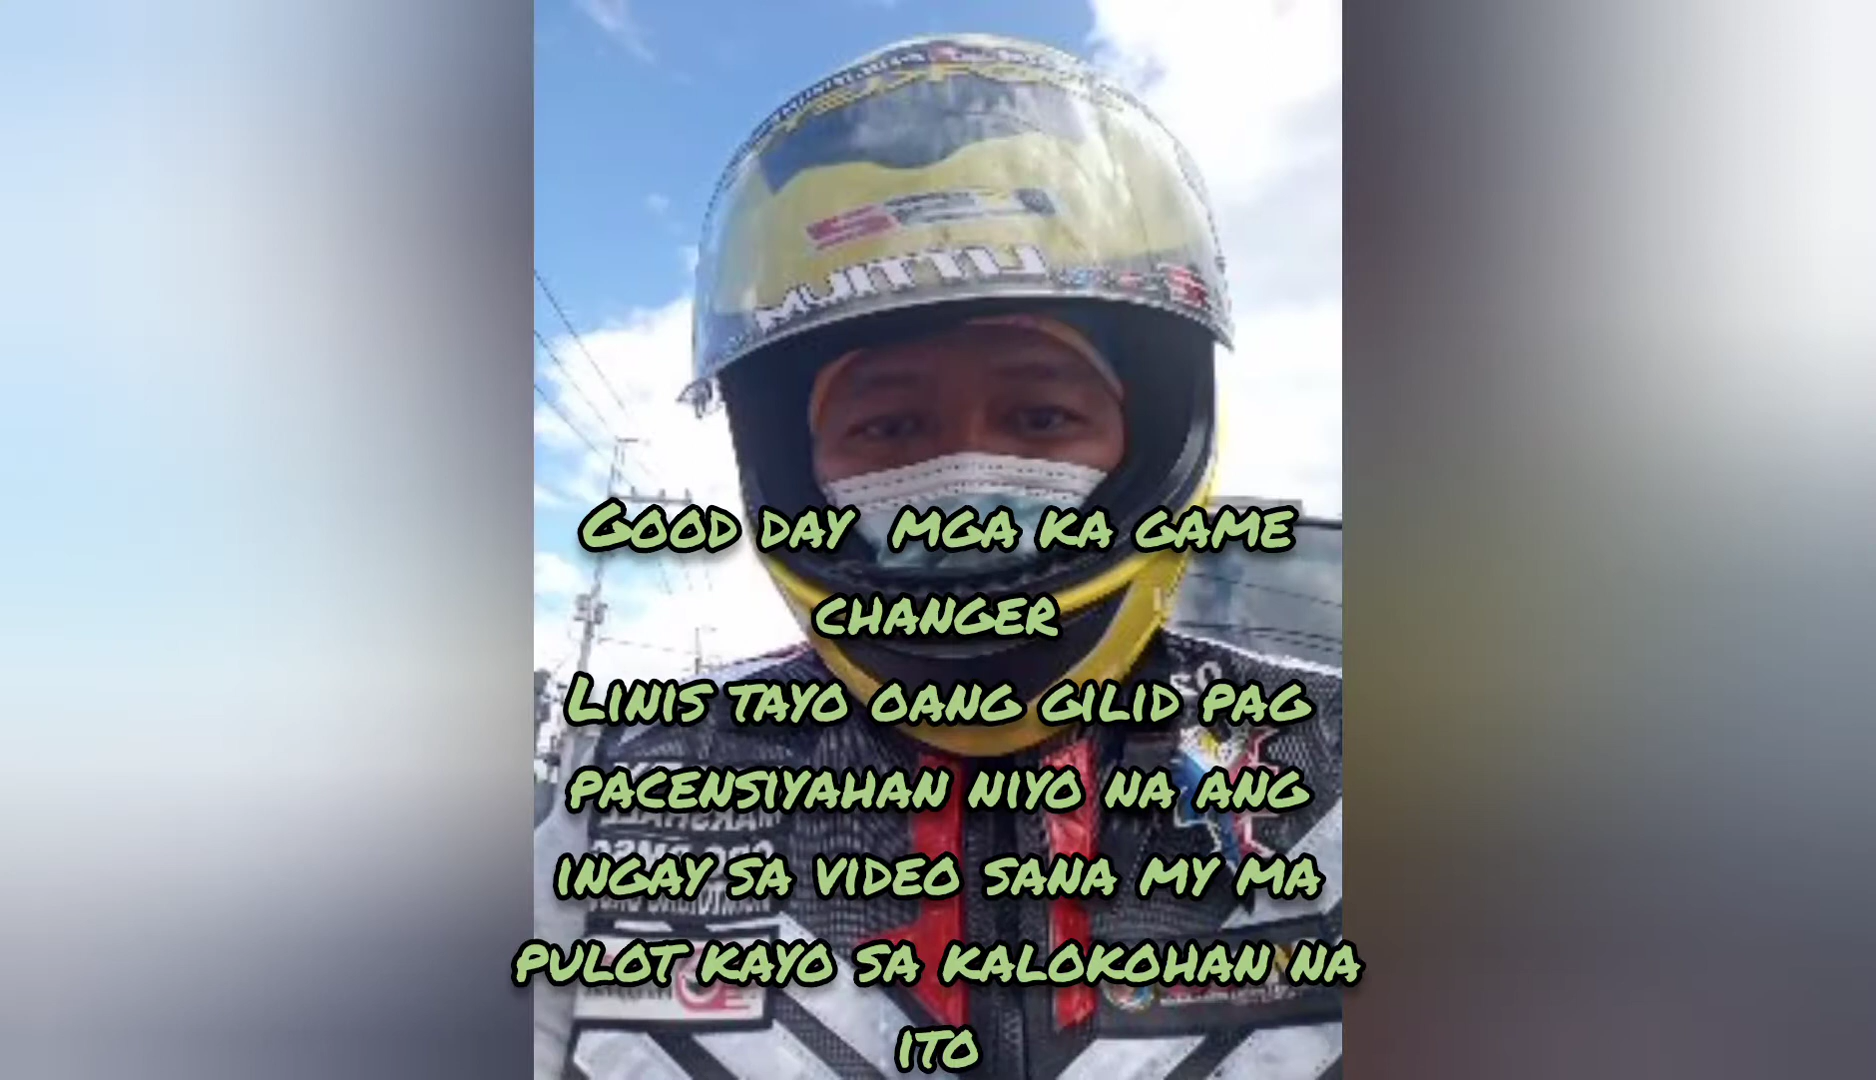 Good day mga ka game
changer
Linis tayo oang gilid pag
pacensiyahan niyo na ang
ingay sa video sana my ma
pulot kayo sa kalokohan na
ito